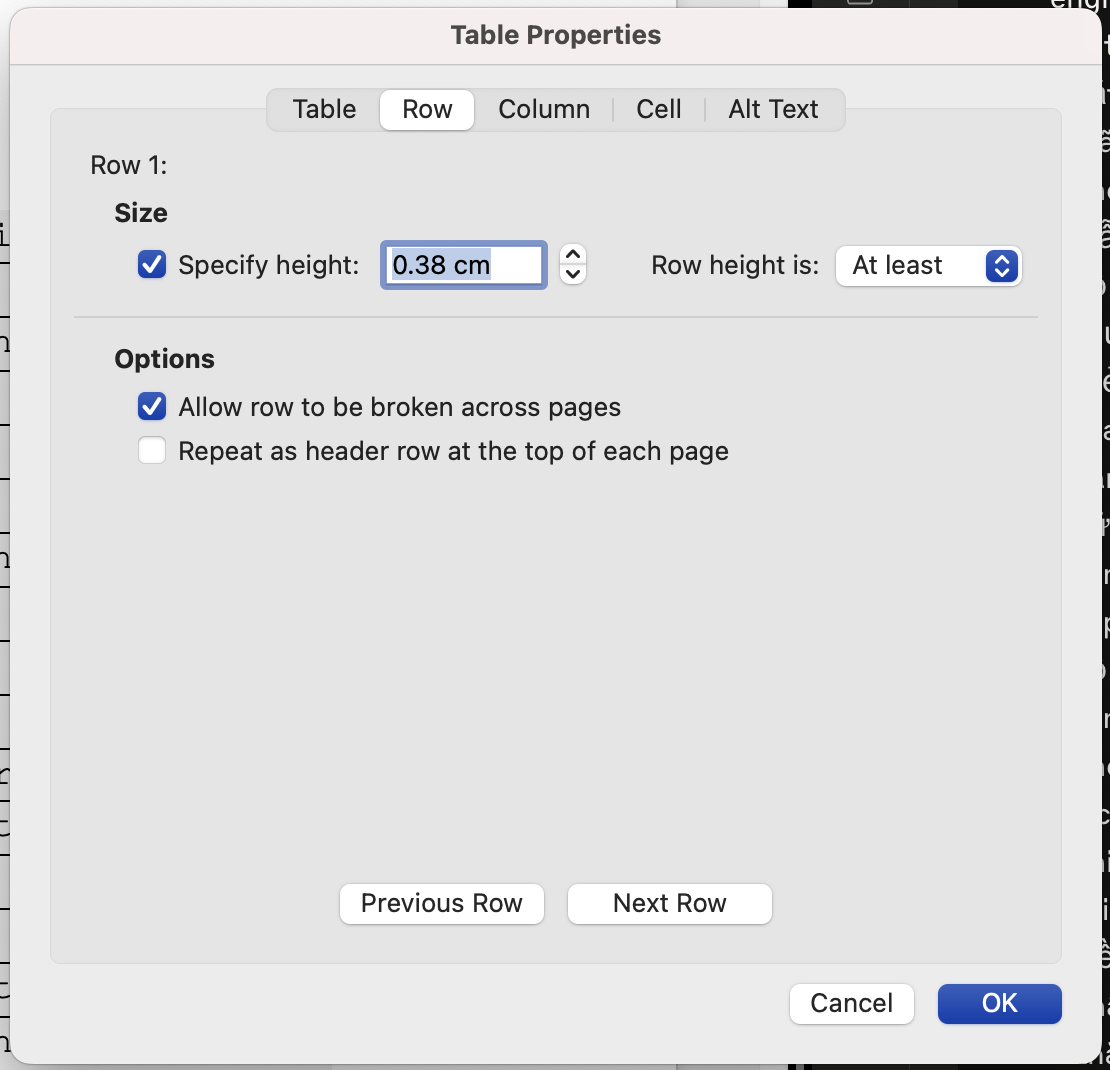 Table Properties
Table Row Column Cell Alt Text
Row 1:
Size
Specify height: 0.38 cm Row height is: At least
Options
Allow row to be broken across pages
Repeat as header row at the top of each page
Previous Row Next Row
Cancel OK